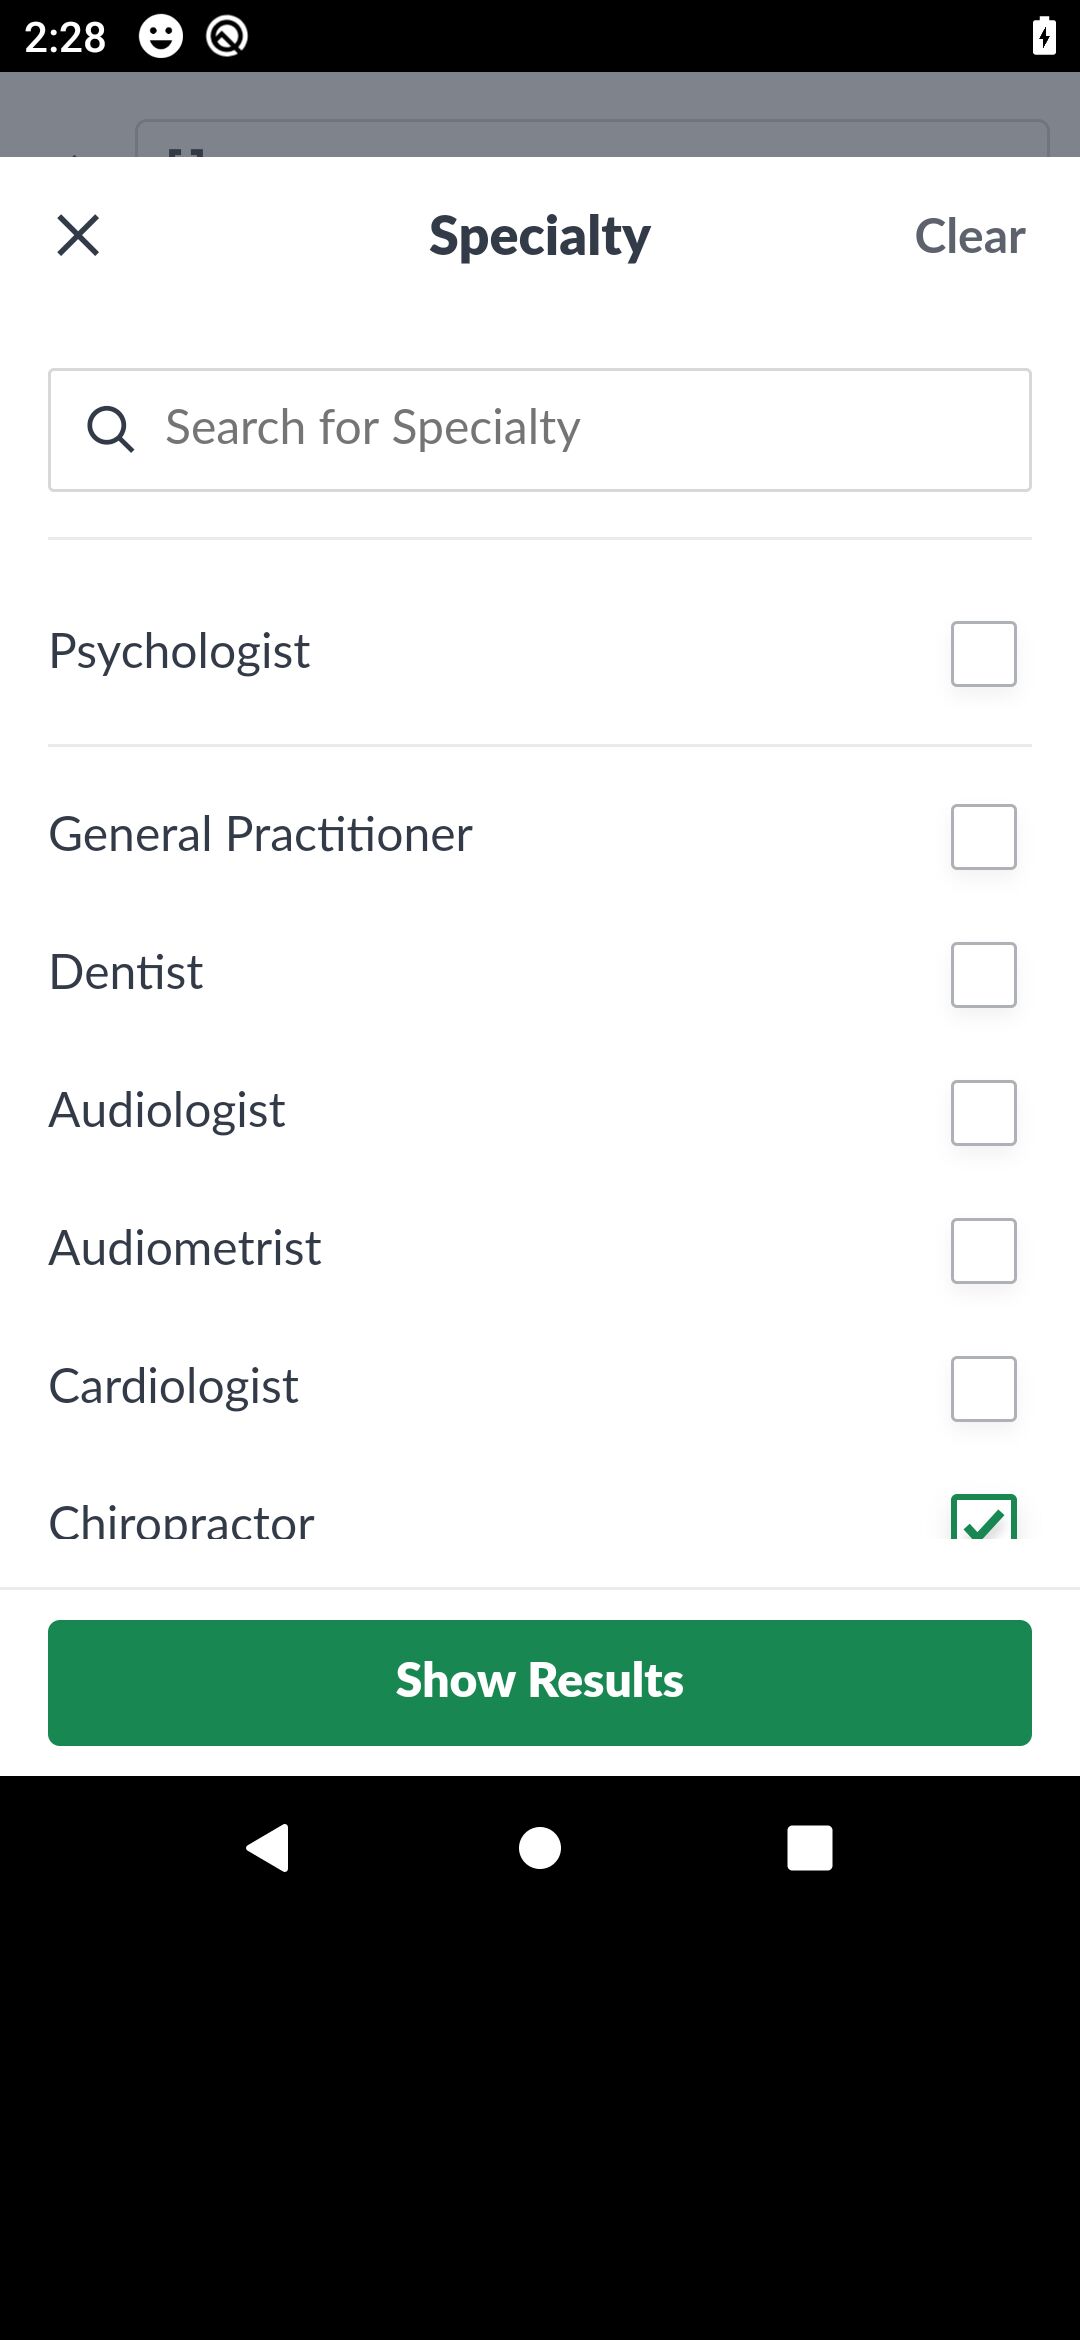 2:28
Specialty
Clear
Search for Specialty
Psychologist
General Practitioner
Dentist
Audiologist
Audiometrist
Cardiologist
Chiropractor
Show Results